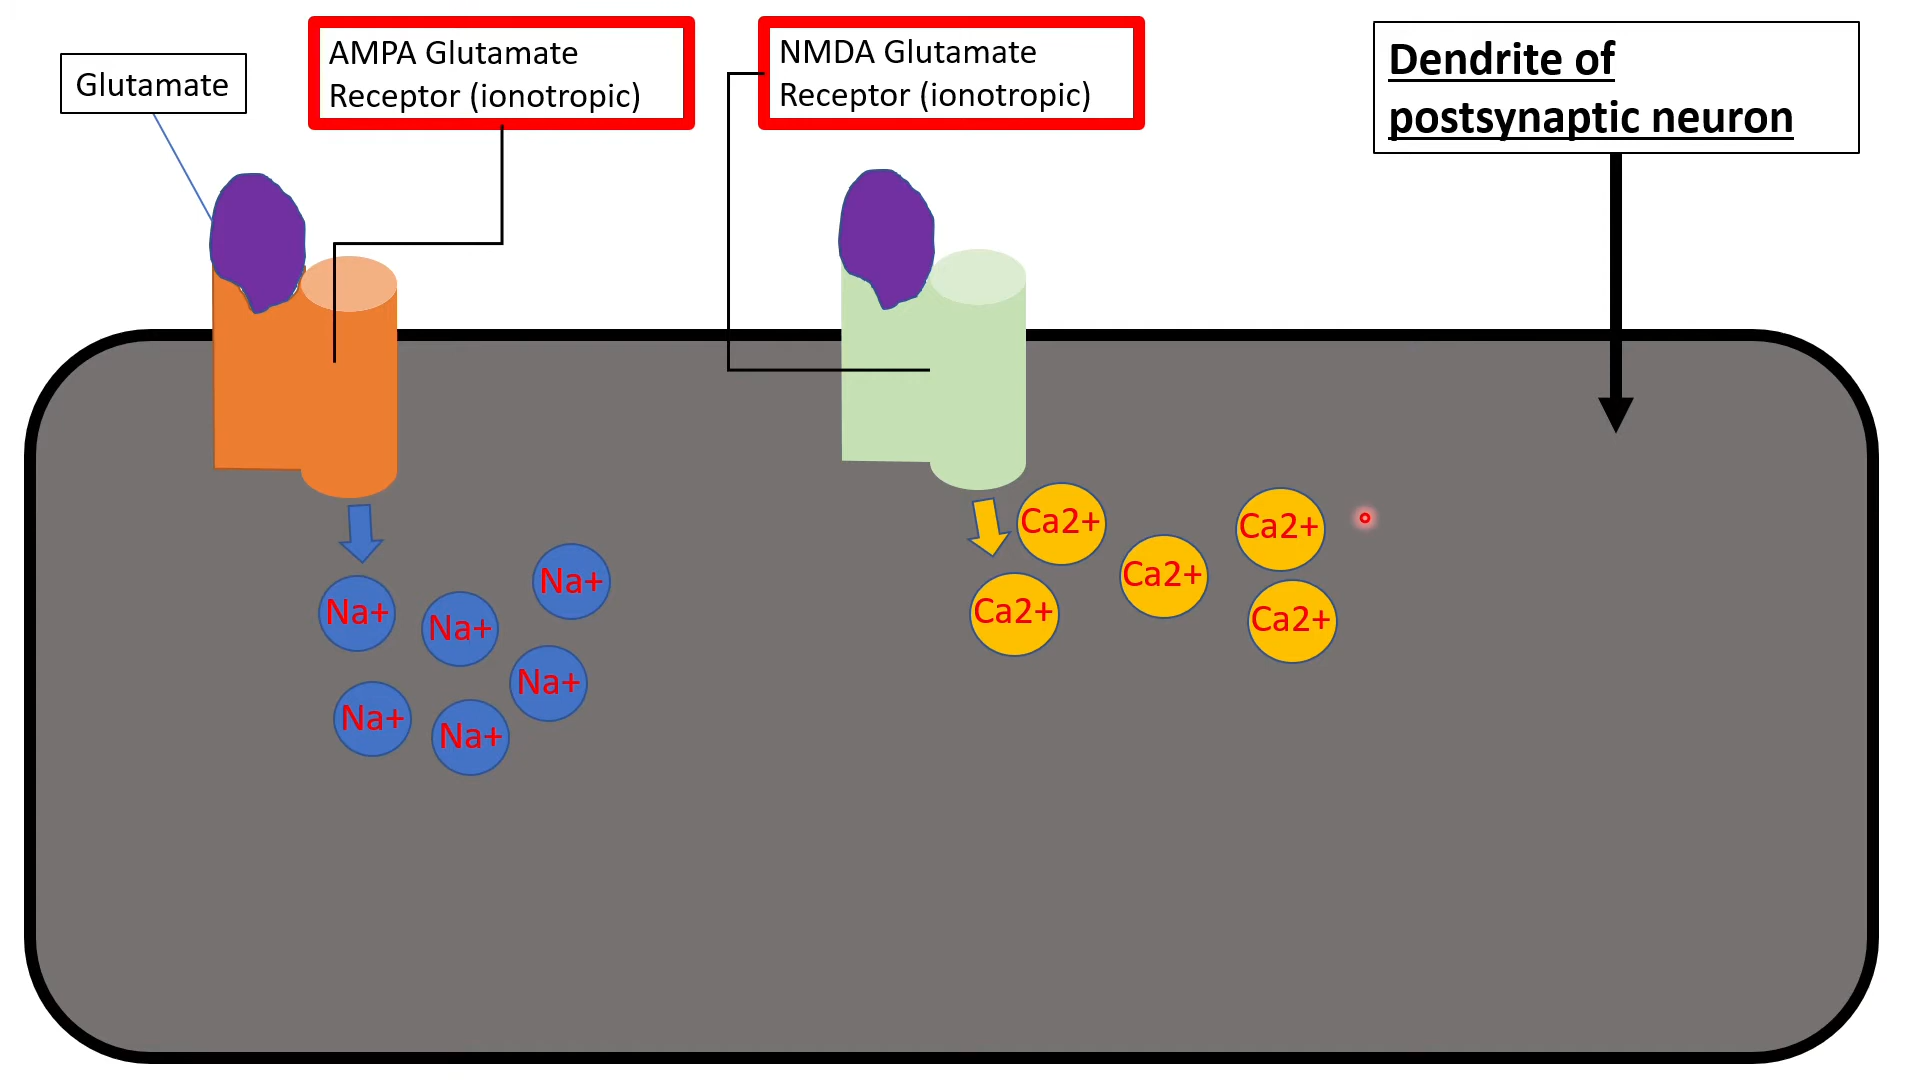 Glutamate
AMPA Glutamate
Receptor (ionotropic)
NMDA Glutamate
Receptor (ionotropic)
Dendrite of
postsynaptic neuron
Na+
Na+
Na+
Na+
Na+
Na+
Ca2+
Ca2+
Ca2+
Ca2+
Ca2+